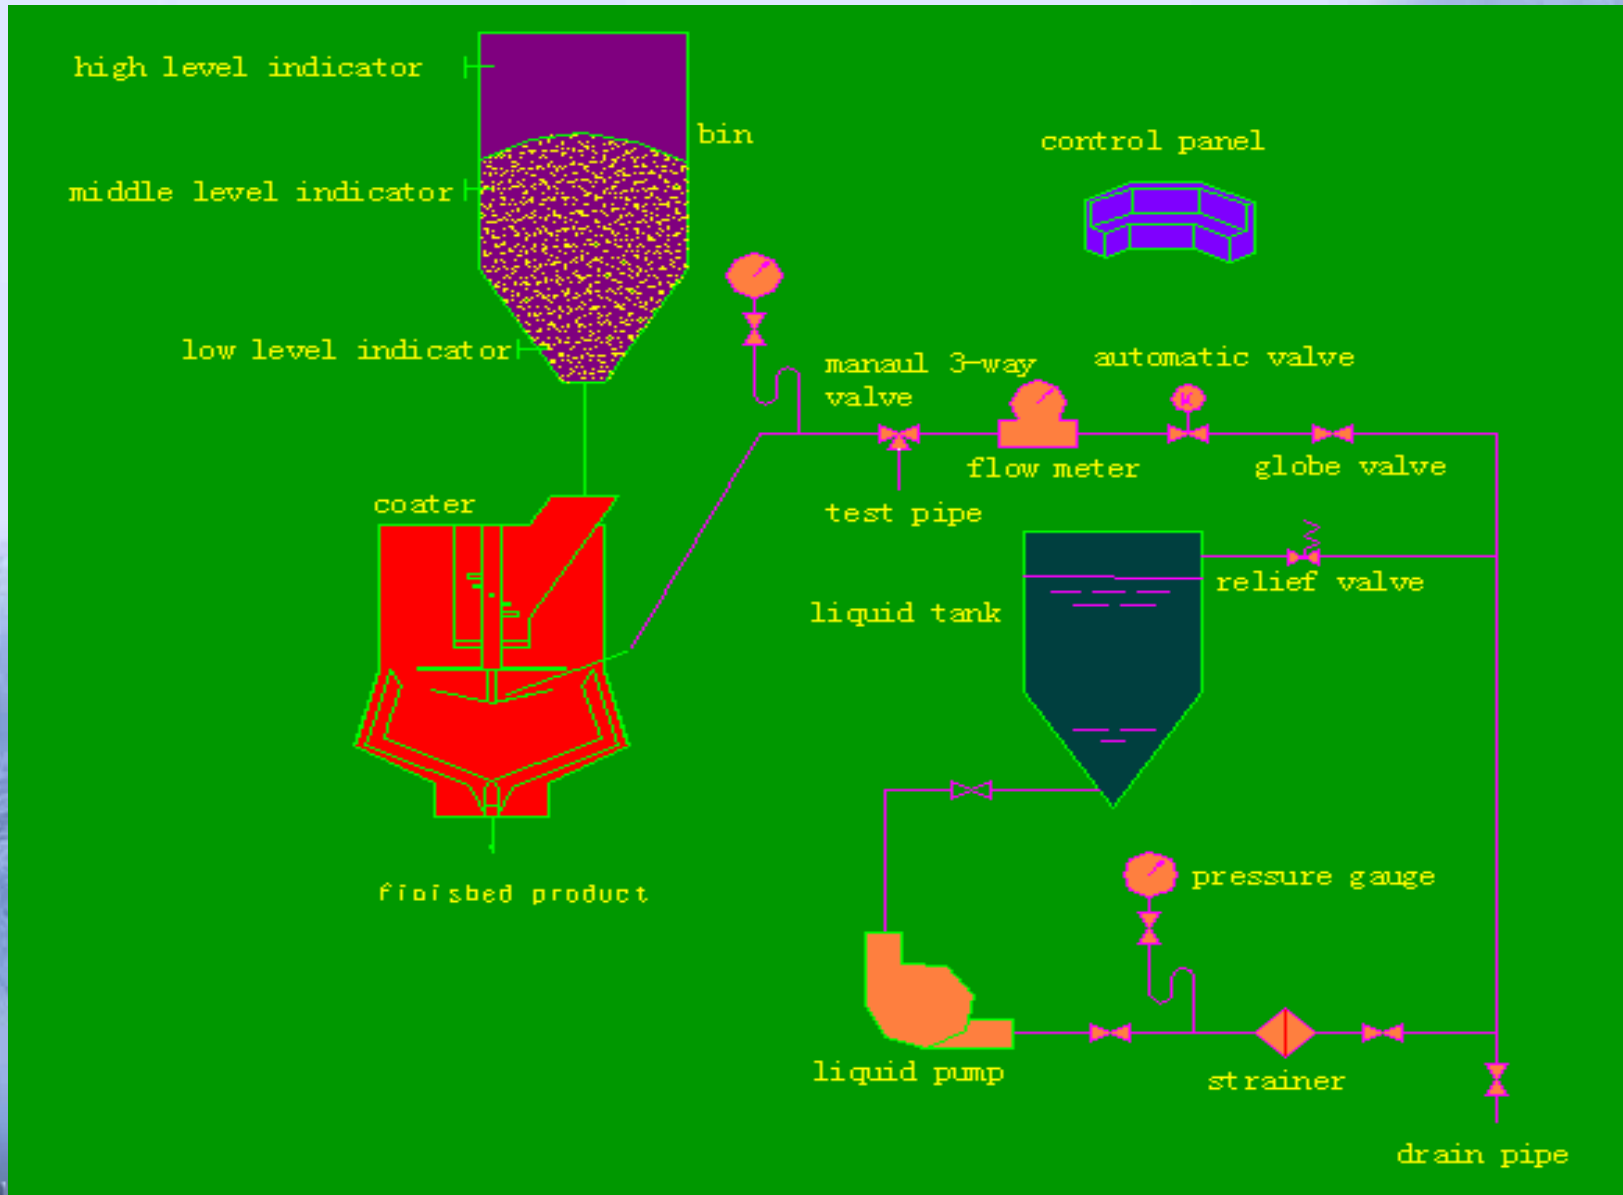 high level indicator
bin
control panel
middle level indicator
low level indicator
manaul 3-way
valve
automatic valve
flow meter
globe valve
coater
test pipe
relief valve
liquid tank
pressure gauge
finished product
liquid pump
strainer
drain pipe